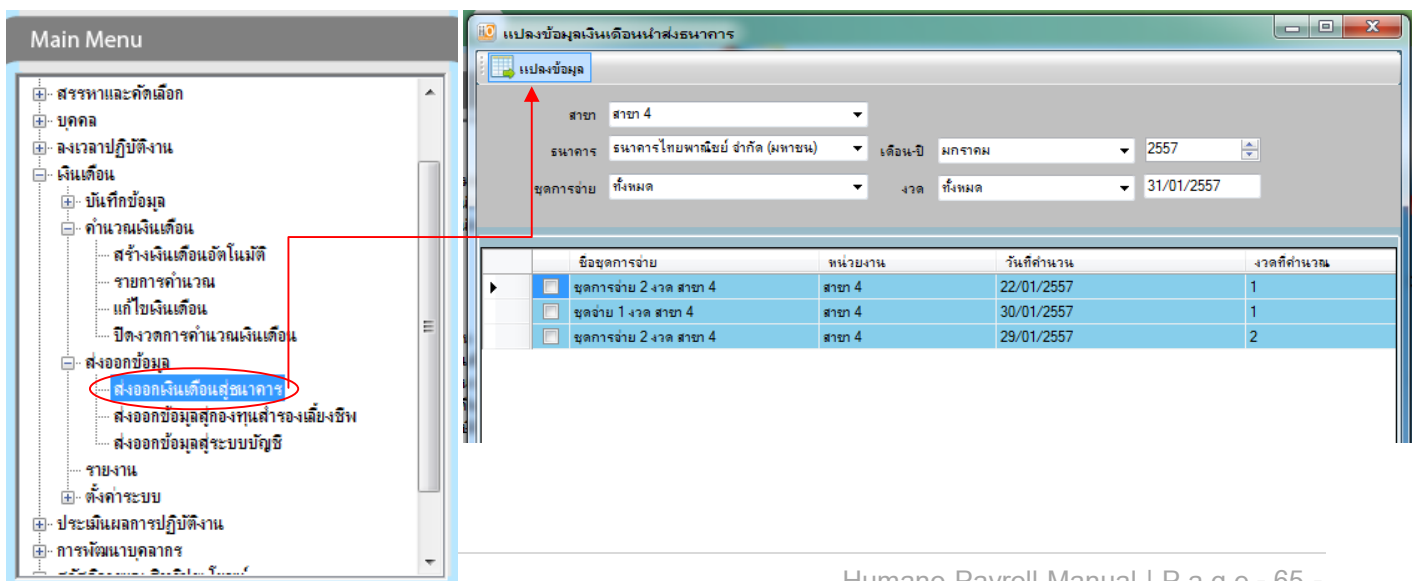 Main Menu
สรรหาและคัดเลือก
บุคคล
ลงเวลาปฏิบัติงาน
เงินเดือน
บันทึกข้อมูล
คำนวณเงินเดือน
สร้างเงินเดือนอัตโนมัติ
รายการคำนวณ
แก้ไขเงินเดือน
ปิดงวดการคำนวณเงินเดือน
ส่งออกข้อมูล
ส่งออกเงินเดือนสู่ธนาคาร
ส่งออกข้อมูลสู่กองทุนสำรองเลี้ยงชีพ
ส่งออกข้อมูลสู่ระบบบัญชี
รายงาน
ตั้งค่าระบบ
ประเมินผลการปฏิบัติงาน
การพัฒนาบุคลากร
แปลงข้อมูลเงินเดือนนำส่งธนาคาร
แปลงข้อมูล
สาขา สาขา 4
ธนาคาร ธนาคารไทยพาณิชย์ จำกัด (มหาชน) เดือน-ปี มกราคม 2557
ชุดการจ่าย ทั้งหมด งวด ทั้งหมด 31/01/2557
ชื่อชุดการจ่าย หน่วยงาน วันที่คำนวน งวดที่คำนวณ
ชุดการจ่าย 2 งวด สาขา 4 สาขา 4 22/01/2557 1
ชุดจ่าย 1 งวด สาขา 4 สาขา 4 30/01/2557 1
ชุดการจ่าย 2 งวด สาขา 4 สาขา 4 29/01/2557 2
Humano Payroll Manual | P a g e - 65 -